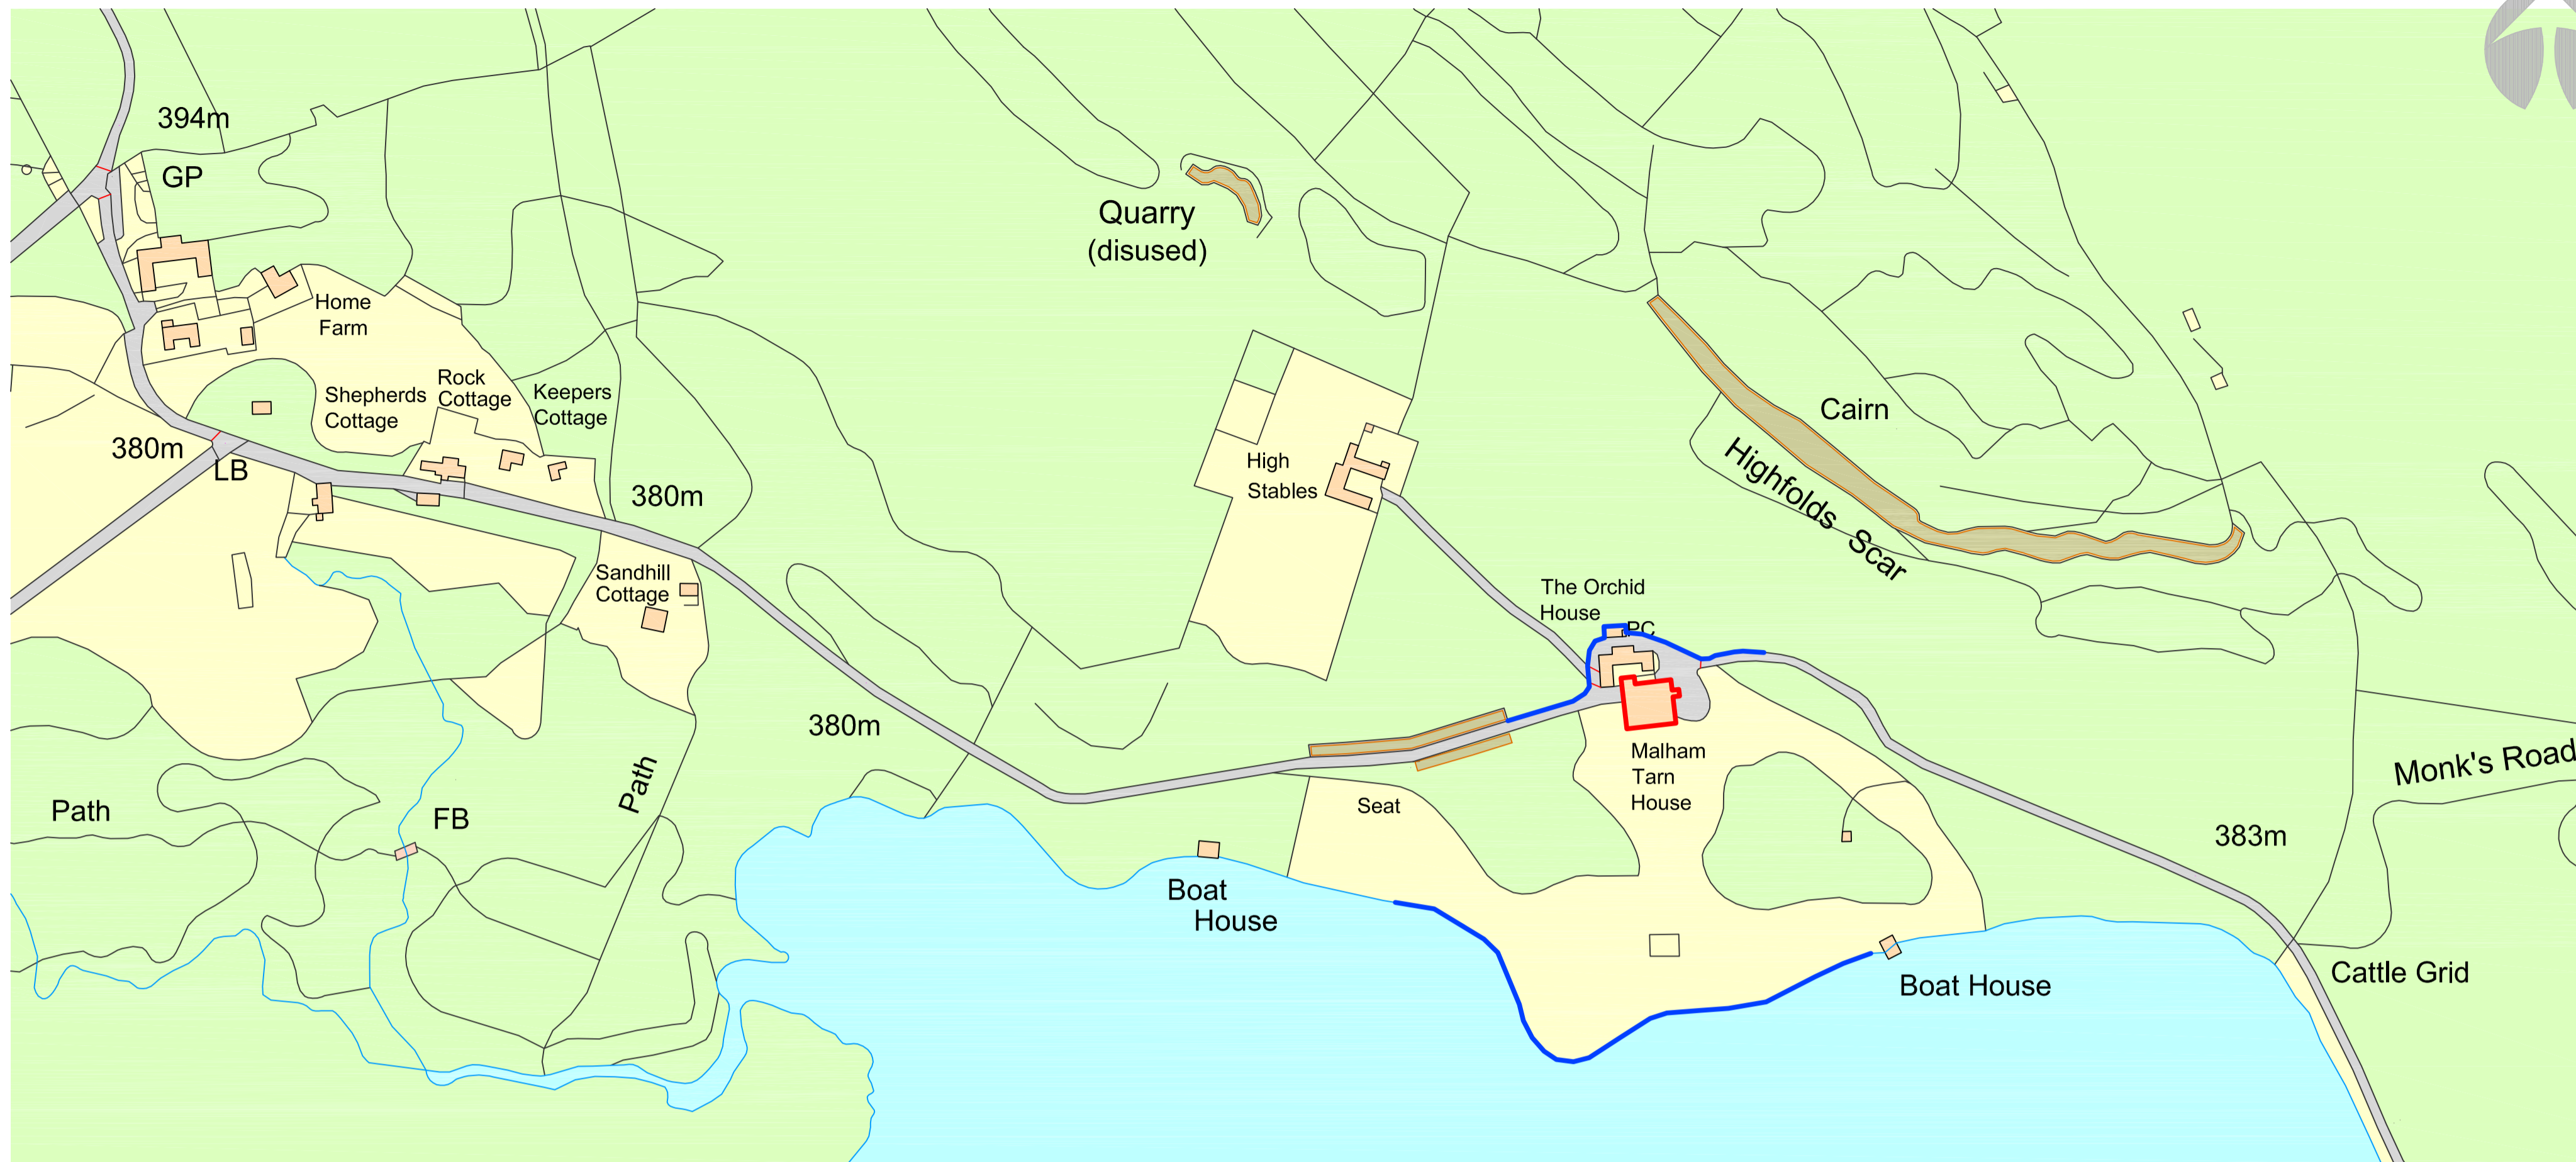 394m
GP
Quarry
(disused)
Home
Farm
Rock
Cottage
Shepherds
Cottage
Keepers
Cottage
Cairn
380m
LB
380m
High
Stables
Highfolds Scar
Sandhill
Cottage
The Orchid
House
PC
380m
Malham
Tarn
House
Monk's Road
Path
Path
FB
Seat
383m
Boat
House
Boat House
Cattle Grid